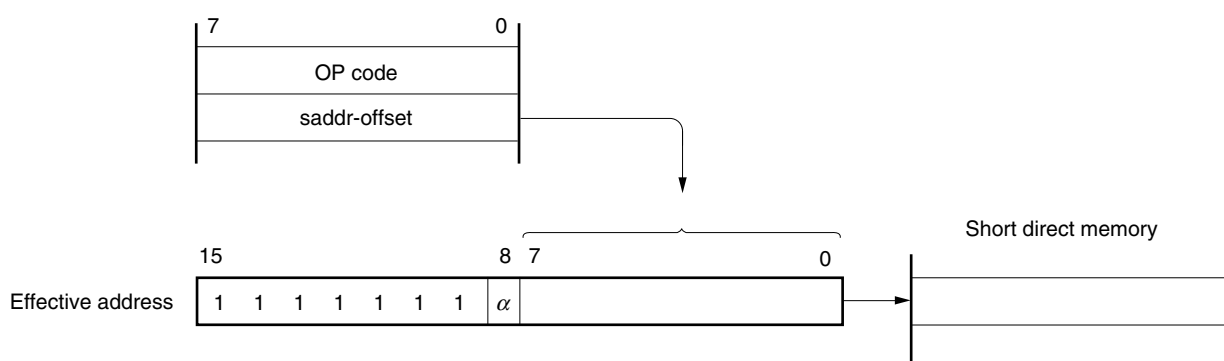 7 0
OP code
saddr-offset
Short direct memory
15 8 7 0
Effective address 1 1 1 1 1 1 1 α